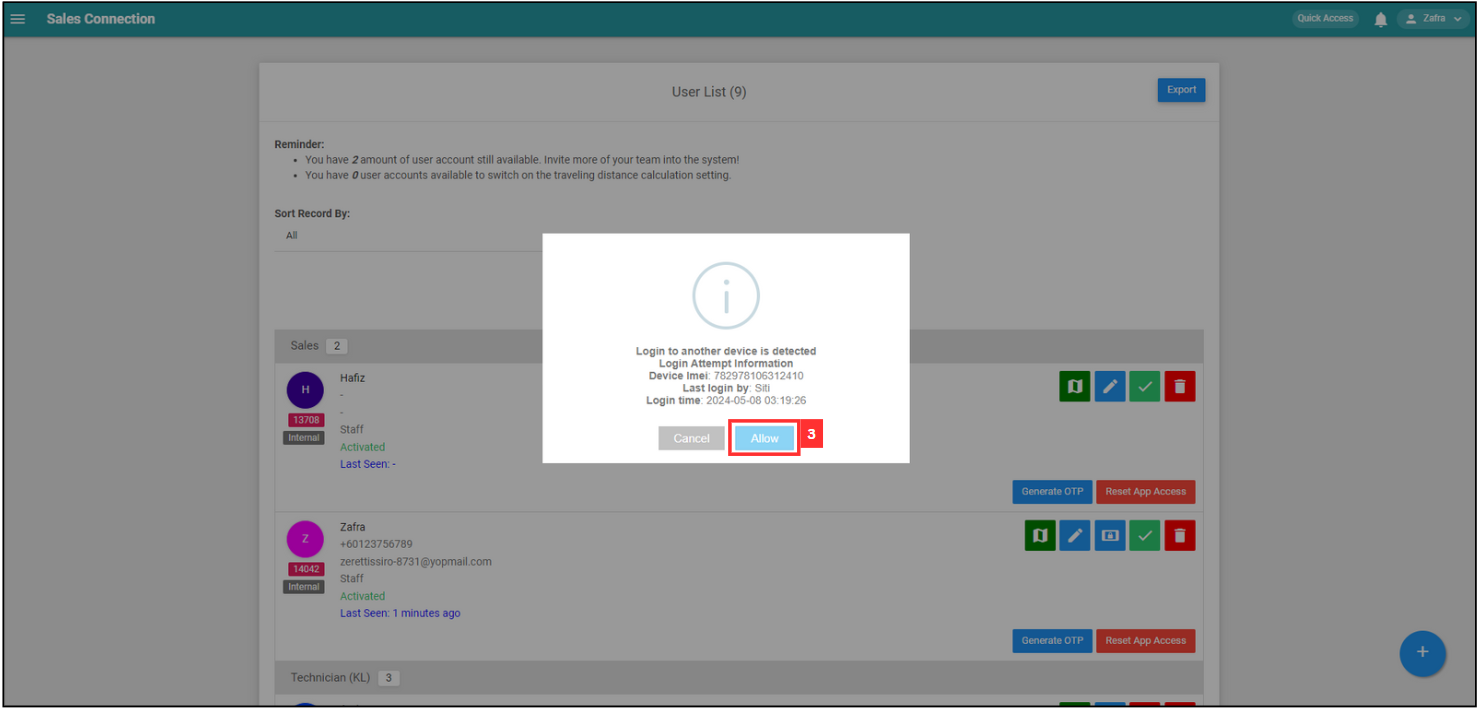 Sales Connection
Quick Access
Zafra
User List (9)
Export
Reminder:
You have 2 amount of user account still available. Invite more of your team into the system!
You have 0 user accounts available to switch on the traveling distance calculation setting.
Sort Record By:
All
Login to another device is detected
Login Attempt Information
Device Imei: 782978106312410
Last login by: Siti
Login time: 2024-05-08 03:19:26
Cancel
Allow
3
Sales 2
H
13708
Internal
Hafiz
-
-
Staff
Activated
Last Seen: -
Generate OTP
Reset App Access
Z
14042
Internal
Zafra
+60123756789
zerettissiro-8731@yopmail.com
Staff
Activated
Last Seen: 1 minutes ago
Generate OTP
Reset App Access
+
Technician (KL) 3